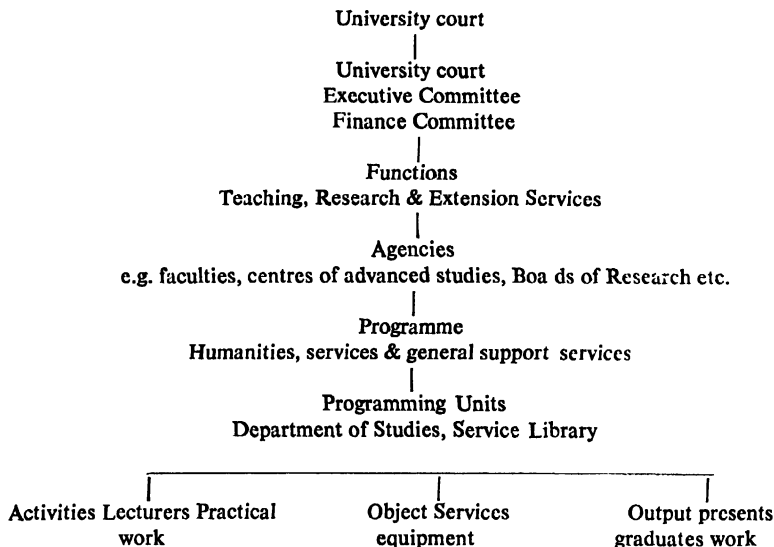 University court
University court
Executive Committee
Finance Committee
Functions
Teaching, Research & Extension Services
Agencies
e.g. faculties, centres of advanced studies, Boa ds of Research etc.
Programme
Humanities, services & general support services
Programming Units
Department of Studies, Service Library
Activities Lecturers Practical
work
Object Services
equipment
Output presents
graduates work